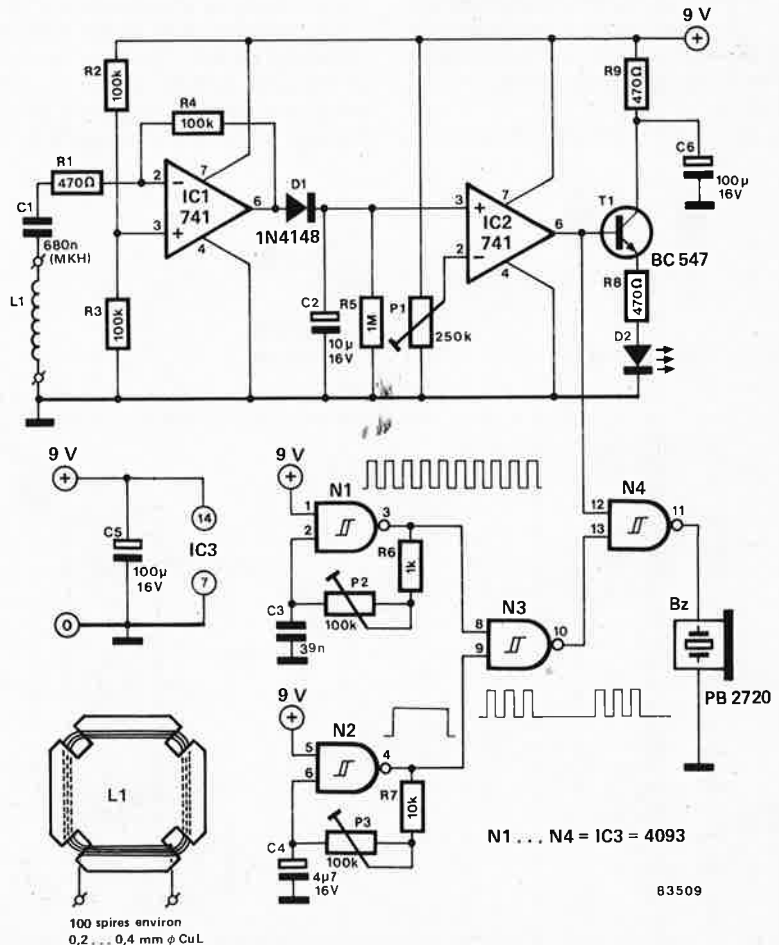 9 V
+
R2
100k
R4
100k
R9
470Ω
R1
470Ω
C1
680n
(MKH)
L1
2
3
−
+
7
IC1
741
6
4
D1
1N4148
R3
100k
C2
10µ
16V
R5
1M
P1
250k
3
2
+
−
7
IC2
741
6
4
T1
BC 547
C6
100µ
16V
R8
470Ω
D2
9 V
+
C5
100µ
16V
14
IC3
7
0
9 V
+
N1
1
2
3
R6
1k
P2
100k
C3
39n
9 V
+
N2
5
6
4
R7
10k
P3
100k
C4
4µ7
16V
N3
8
9
10
N4
12
13
11
Bz
PB 2720
L1
100 spires environ
0,2 ... 0,4 mm ϕ CuL
N1 ... N4 = IC3 = 4093
83509